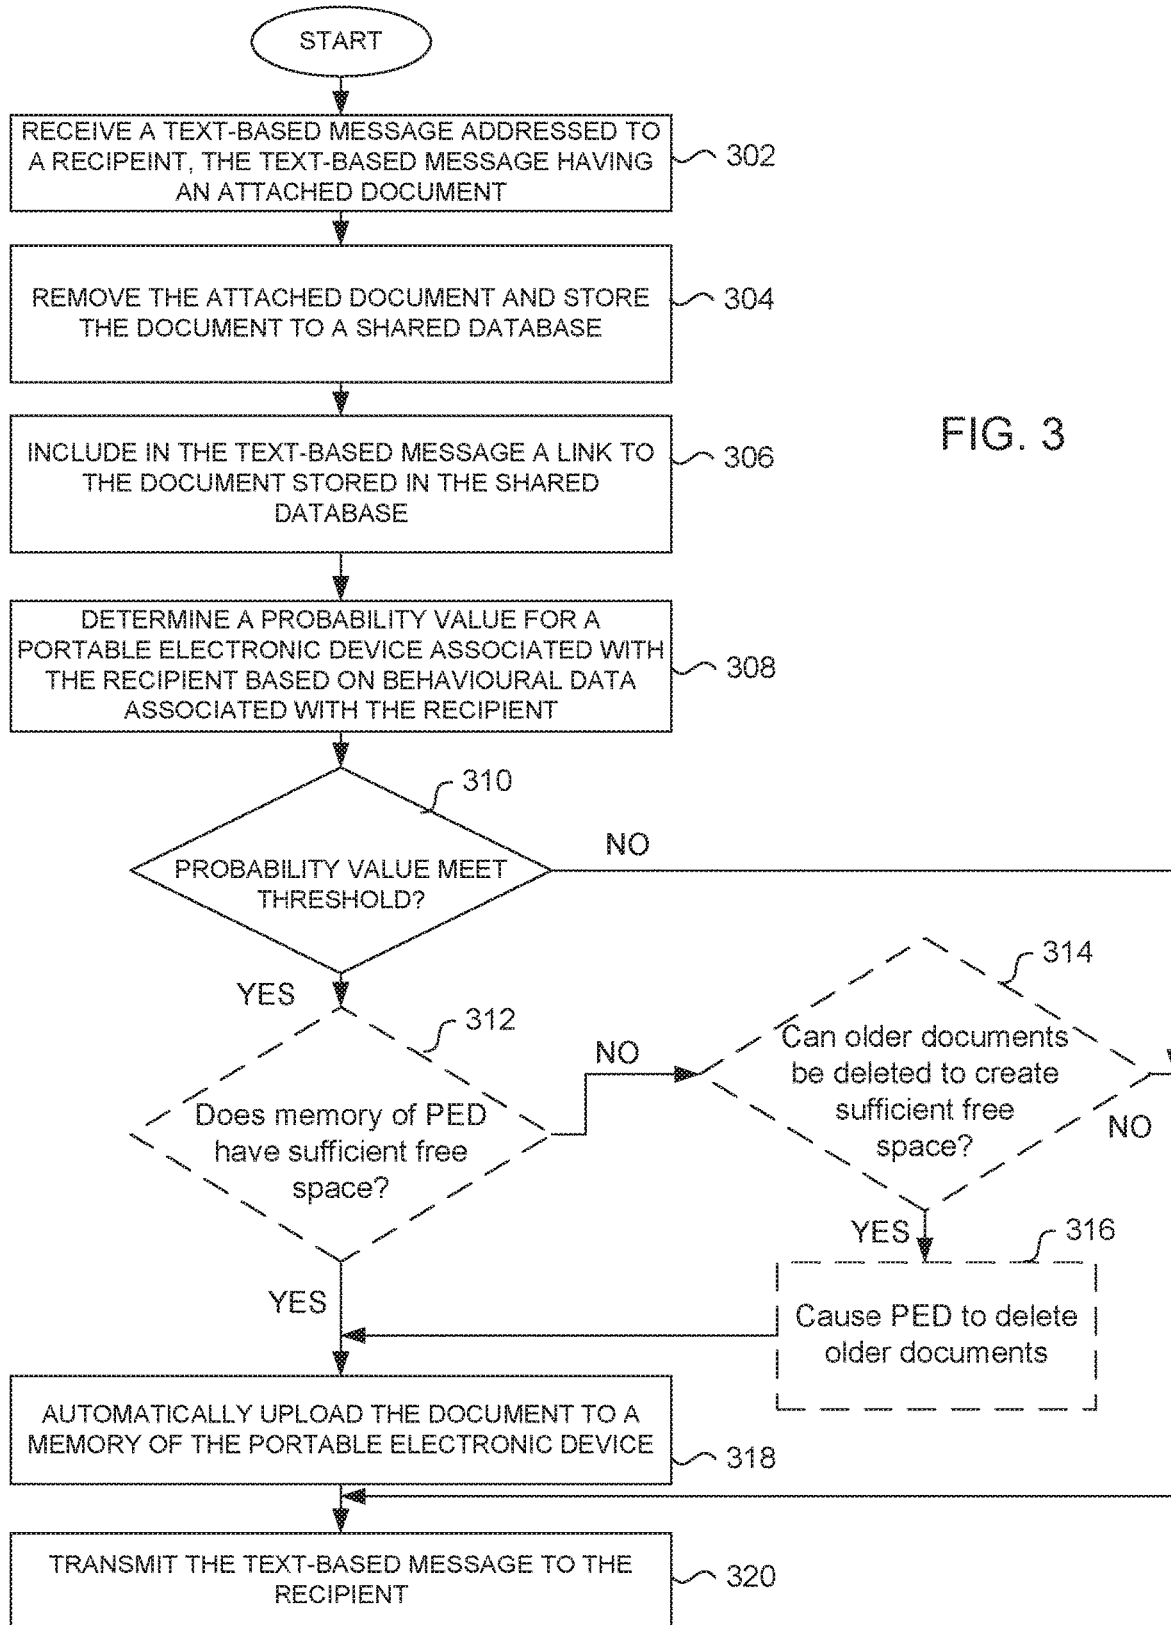 START
RECEIVE A TEXT-BASED MESSAGE ADDRESSED TO
A RECIPEINT, THE TEXT-BASED MESSAGE HAVING
AN ATTACHED DOCUMENT
302
REMOVE THE ATTACHED DOCUMENT AND STORE
THE DOCUMENT TO A SHARED DATABASE
304
INCLUDE IN THE TEXT-BASED MESSAGE A LINK TO
THE DOCUMENT STORED IN THE SHARED
DATABASE
306
FIG. 3
DETERMINE A PROBABILITY VALUE FOR A
PORTABLE ELECTRONIC DEVICE ASSOCIATED WITH
THE RECIPIENT BASED ON BEHAVIOURAL DATA
ASSOCIATED WITH THE RECIPIENT
308
310
PROBABILITY VALUE MEET
THRESHOLD?
NO
YES
312
Does memory of PED
have sufficient free
space?
NO
314
Can older documents
be deleted to create
sufficient free
space?
NO
YES
316
Cause PED to delete
older documents
YES
AUTOMATICALLY UPLOAD THE DOCUMENT TO A
MEMORY OF THE PORTABLE ELECTRONIC DEVICE
318
TRANSMIT THE TEXT-BASED MESSAGE TO THE
RECIPIENT
320